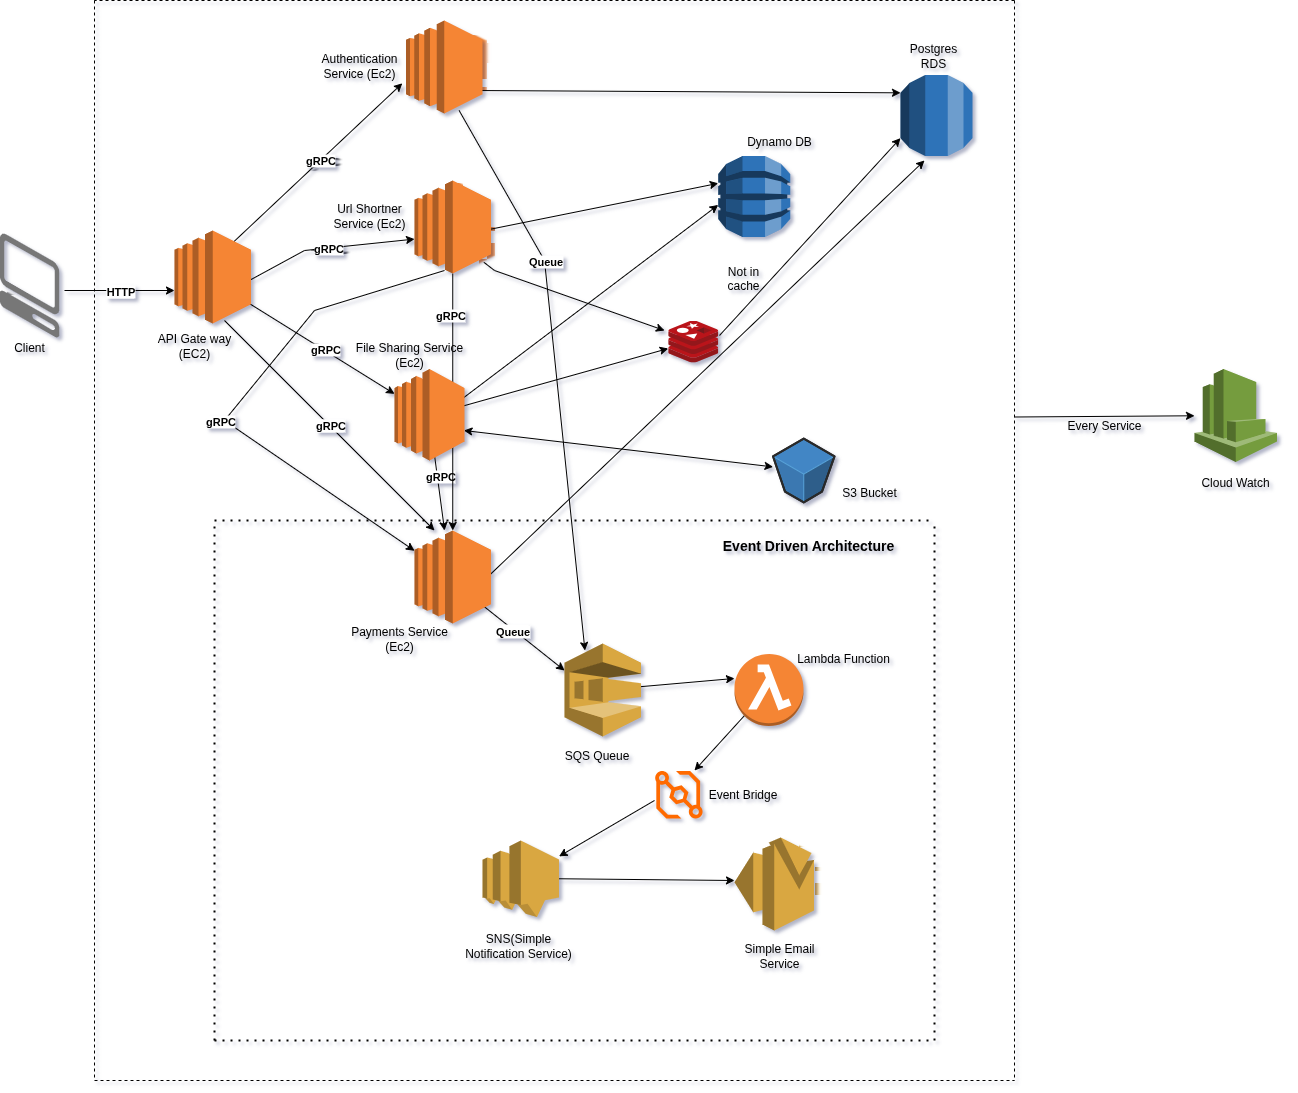 Postgres
RDS
Authentication
Service (Ec2)
Dynamo DB
gRPC
Url Shortner
Service (Ec2)
gRPC
Queue
Not in
cache
HTTP
gRPC
API Gate way
(EC2)
Client
gRPC
File Sharing Service
(Ec2)
gRPC
gRPC
Every Service
gRPC
Cloud Watch
S3 Bucket
Event Driven Architecture
Payments Service
(Ec2)
Queue
Lambda Function
SQS Queue
Event Bridge
SNS(Simple
Notification Service)
Simple Email
Service